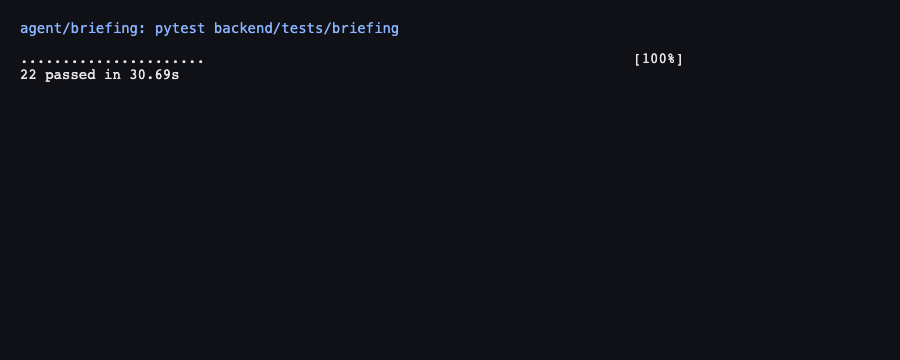 agent/briefing: pytest backend/tests/briefing
...................... [100%]
22 passed in 30.69s